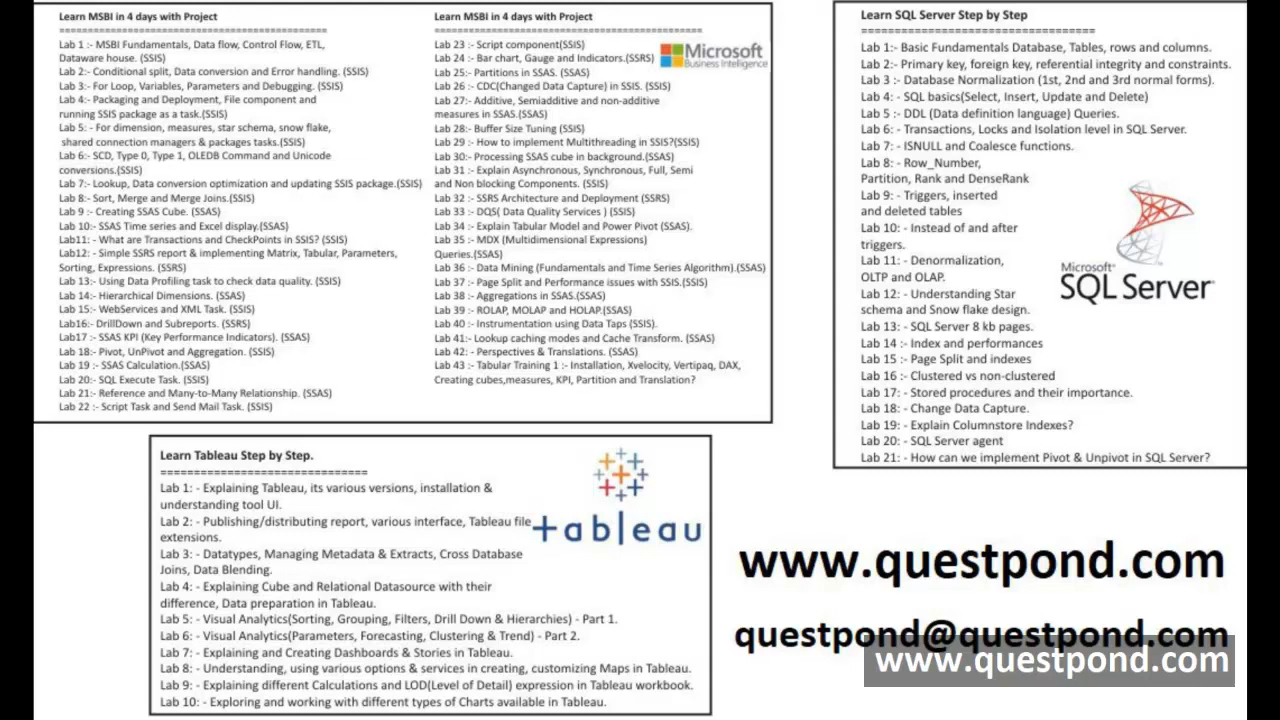 Learn MSBI in 4 days with Project
==========================================
Lab 1 :- MSBI Fundamentals, Data flow, Control Flow, ETL,
Dataware house. (SSIS)
Lab 2:- Conditional split, Data conversion and Error handling. (SSIS)
Lab 3:- For Loop, Variables, Parameters and Debugging. (SSIS)
Lab 4:- Packaging and Deployment, File component and
running SSIS package as a task.(SSIS)
Lab 5: - For dimension, measures, star schema, snow flake,
shared connection managers & packages tasks.(SSIS)
Lab 6:- SCD, Type 0, Type 1, OLEDB Command and Unicode
conversions.(SSIS)
Lab 7:- Lookup, Data conversion optimization and updating SSIS package.(SSIS)
Lab 8:- Sort, Merge and Merge Joins.(SSIS)
Lab 9 :- Creating SSAS Cube. (SSAS)
Lab 10:- SSAS Time series and Excel display.(SSAS)
Lab11: - What are Transactions and CheckPoints in SSIS? (SSIS)
Lab12: - Simple SSRS report & implementing Matrix, Tabular, Parameters,
Sorting, Expressions. (SSRS)
Lab 13:- Using Data Profiling task to check data quality. (SSIS)
Lab 14:- Hierarchical Dimensions. (SSAS)
Lab 15:- WebServices and XML Task. (SSIS)
Lab16:- DrillDown and Subreports. (SSRS)
Lab17 :- SSAS KPI (Key Performance Indicators). (SSAS)
Lab 18:- Pivot, UnPivot and Aggregation. (SSIS)
Lab 19 :- SSAS Calculation.(SSAS)
Lab 20:- SQL Execute Task. (SSIS)
Lab 21:- Reference and Many-to-Many Relationship. (SSAS)
Lab 22 :- Script Task and Send Mail Task. (SSIS)
Learn MSBI in 4 days with Project
==========================================
Lab 23 :- Script component(SSIS)
Lab 24 :- Bar chart, Gauge and Indicators.(SSRS)
Lab 25:- Partitions in SSAS. (SSAS)
Lab 26 :- CDC(Changed Data Capture) in SSIS. (SSIS)
Lab 27:- Additive, Semiadditive and non-additive
measures in SSAS.(SSAS)
Lab 28:- Buffer Size Tuning (SSIS)
Lab 29 :- How to implement Multithreading in SSIS?(SSIS)
Lab 30:- Processing SSAS cube in background.(SSAS)
Lab 31 :- Explain Asynchronous, Synchronous, Full, Semi
and Non blocking Components. (SSIS)
Lab 32 :- SSRS Architecture and Deployment (SSRS)
Lab 33 :- DQS( Data Quality Services ) (SSIS)
Lab 34 :- Explain Tabular Model and Power Pivot (SSAS).
Lab 35 :- MDX (Multidimensional Expressions)
Queries.(SSAS)
Lab 36 :- Data Mining (Fundamentals and Time Series Algorithm).(SSAS)
Lab 37 :- Page Split and Performance issues with SSIS.(SSIS)
Lab 38 :- Aggregations in SSAS.(SSAS)
Lab 39 :- ROLAP, MOLAP and HOLAP.(SSAS)
Lab 40 :- Instrumentation using Data Taps (SSIS).
Lab 41:- Lookup caching modes and Cache Transform. (SSAS)
Lab 42: - Perspectives & Translations. (SSAS)
Lab 43 :- Tabular Training 1 :- Installation, Xvelocity, Vertipaq, DAX,
Creating cubes,measures, KPI, Partition and Translation?
Microsoft
Business Intelligence
Learn SQL Server Step by Step
===================================
Lab 1:- Basic Fundamentals Database, Tables, rows and columns.
Lab 2:- Primary key, foreign key, referential integrity and constraints.
Lab 3 :- Database Normalization (1st, 2nd and 3rd normal forms).
Lab 4: - SQL basics(Select, Insert, Update and Delete)
Lab 5 :- DDL (Data definition language) Queries.
Lab 6: - Transactions, Locks and Isolation level in SQL Server.
Lab 7: - ISNULL and Coalesce functions.
Lab 8: - Row_Number,
Partition, Rank and DenseRank
Lab 9: - Triggers, inserted
and deleted tables
Lab 10: - Instead of and after
triggers.
Lab 11: - Denormalization,
OLTP and OLAP.
Lab 12: - Understanding Star
schema and Snow flake design.
Lab 13: - SQL Server 8 kb pages.
Lab 14 :- Index and performances
Lab 15 :- Page Split and indexes
Lab 16 :- Clustered vs non-clustered
Lab 17: - Stored procedures and their importance.
Lab 18: - Change Data Capture.
Lab 19: - Explain Columnstore Indexes?
Lab 20: - SQL Server agent
Lab 21: - How can we implement Pivot & Unpivot in SQL Server?
Microsoft®
SQL Server®
Learn Tableau Step by Step.
===============================
Lab 1: - Explaining Tableau, its various versions, installation &
understanding tool UI.
Lab 2: - Publishing/distributing report, various interface, Tableau file
extensions.
Lab 3: - Datatypes, Managing Metadata & Extracts, Cross Database
Joins, Data Blending.
Lab 4: - Explaining Cube and Relational Datasource with their
difference, Data preparation in Tableau.
Lab 5: - Visual Analytics(Sorting, Grouping, Filters, Drill Down & Hierarchies) - Part 1.
Lab 6: - Visual Analytics(Parameters, Forecasting, Clustering & Trend) - Part 2.
Lab 7: - Explaining and Creating Dashboards & Stories in Tableau.
Lab 8: - Understanding, using various options & services in creating, customizing Maps in Tableau.
Lab 9: - Explaining different Calculations and LOD(Level of Detail) expression in Tableau workbook.
Lab 10: - Exploring and working with different types of Charts available in Tableau.
tableau
www.questpond.com
questpond@questpond.com
www.questpond.com